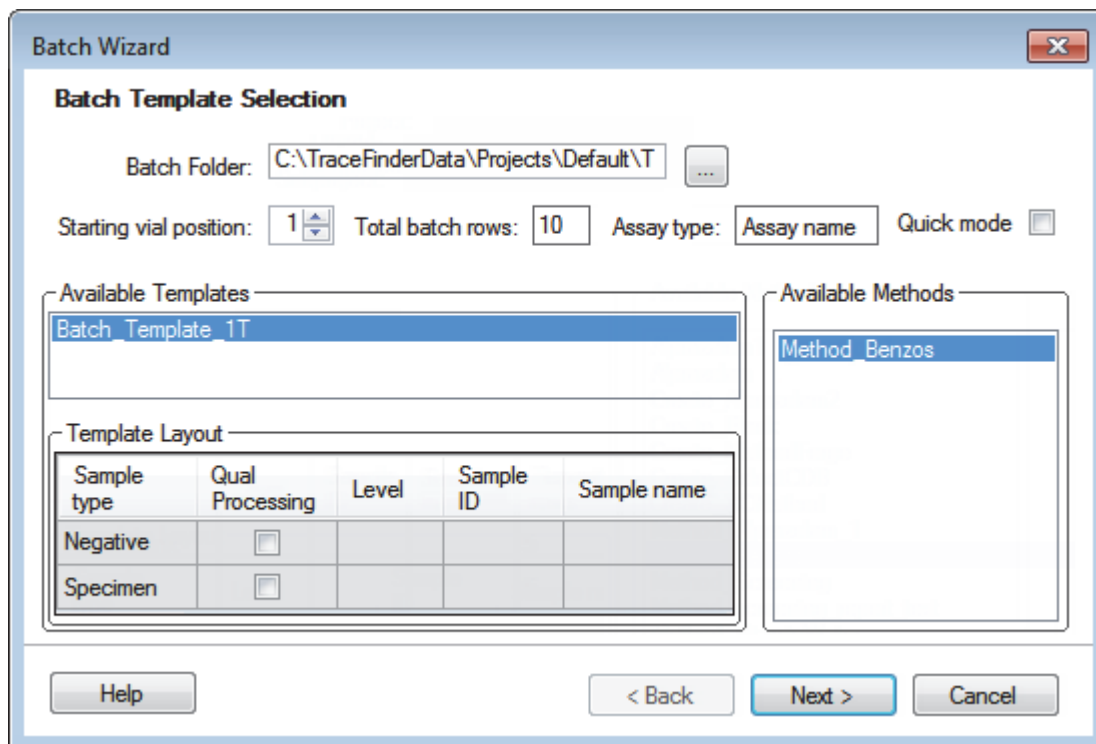 Batch Wizard
Batch Template Selection
Batch Folder: C:\TraceFinderData\Projects\Default\T ...
Starting vial position: 1 Total batch rows: 10 Assay type: Assay name Quick mode
Available Templates
Batch_Template_1T
Available Methods
Method_Benzos
Template Layout
Sample type Qual Processing Level Sample ID Sample name
Negative
Specimen
Help < Back Next > Cancel